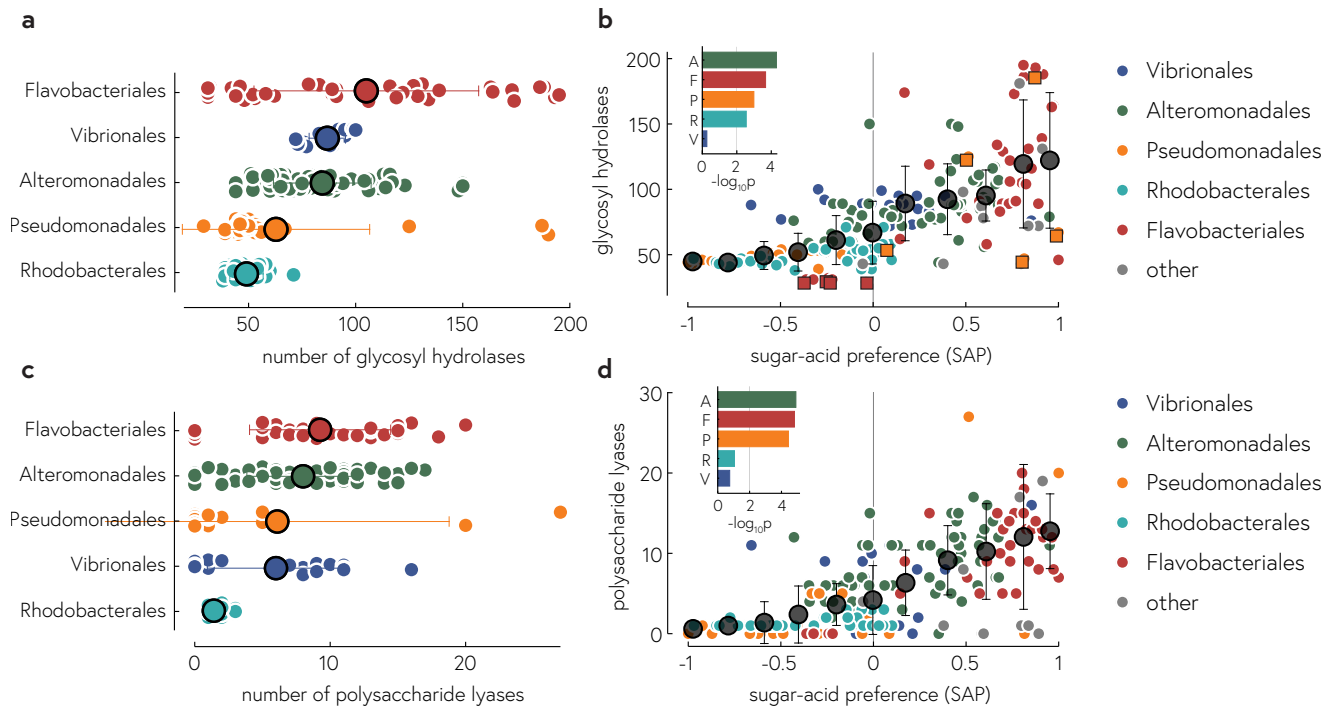 a
Flavobacteriales
Vibrionales
Alteromonadales
Pseudomonadales
Rhodobacterales
50 100 150 200
number of glycosyl hydrolases
b
glycosyl hydrolases
200
150
100
50
A
F
P
R
V
0 2 4
-log10p
-1 -0.5 0 0.5 1
sugar-acid preference (SAP)
Vibrionales
Alteromonadales
Pseudomonadales
Rhodobacterales
Flavobacteriales
other
c
Flavobacteriales
Alteromonadales
Pseudomonadales
Vibrionales
Rhodobacterales
0 10 20
number of polysaccharide lyases
d
polysaccharide lyases
30
20
10
0
A
F
P
R
V
0 2 4
-log10p
-1 -0.5 0 0.5 1
sugar-acid preference (SAP)
Vibrionales
Alteromonadales
Pseudomonadales
Rhodobacterales
Flavobacteriales
other